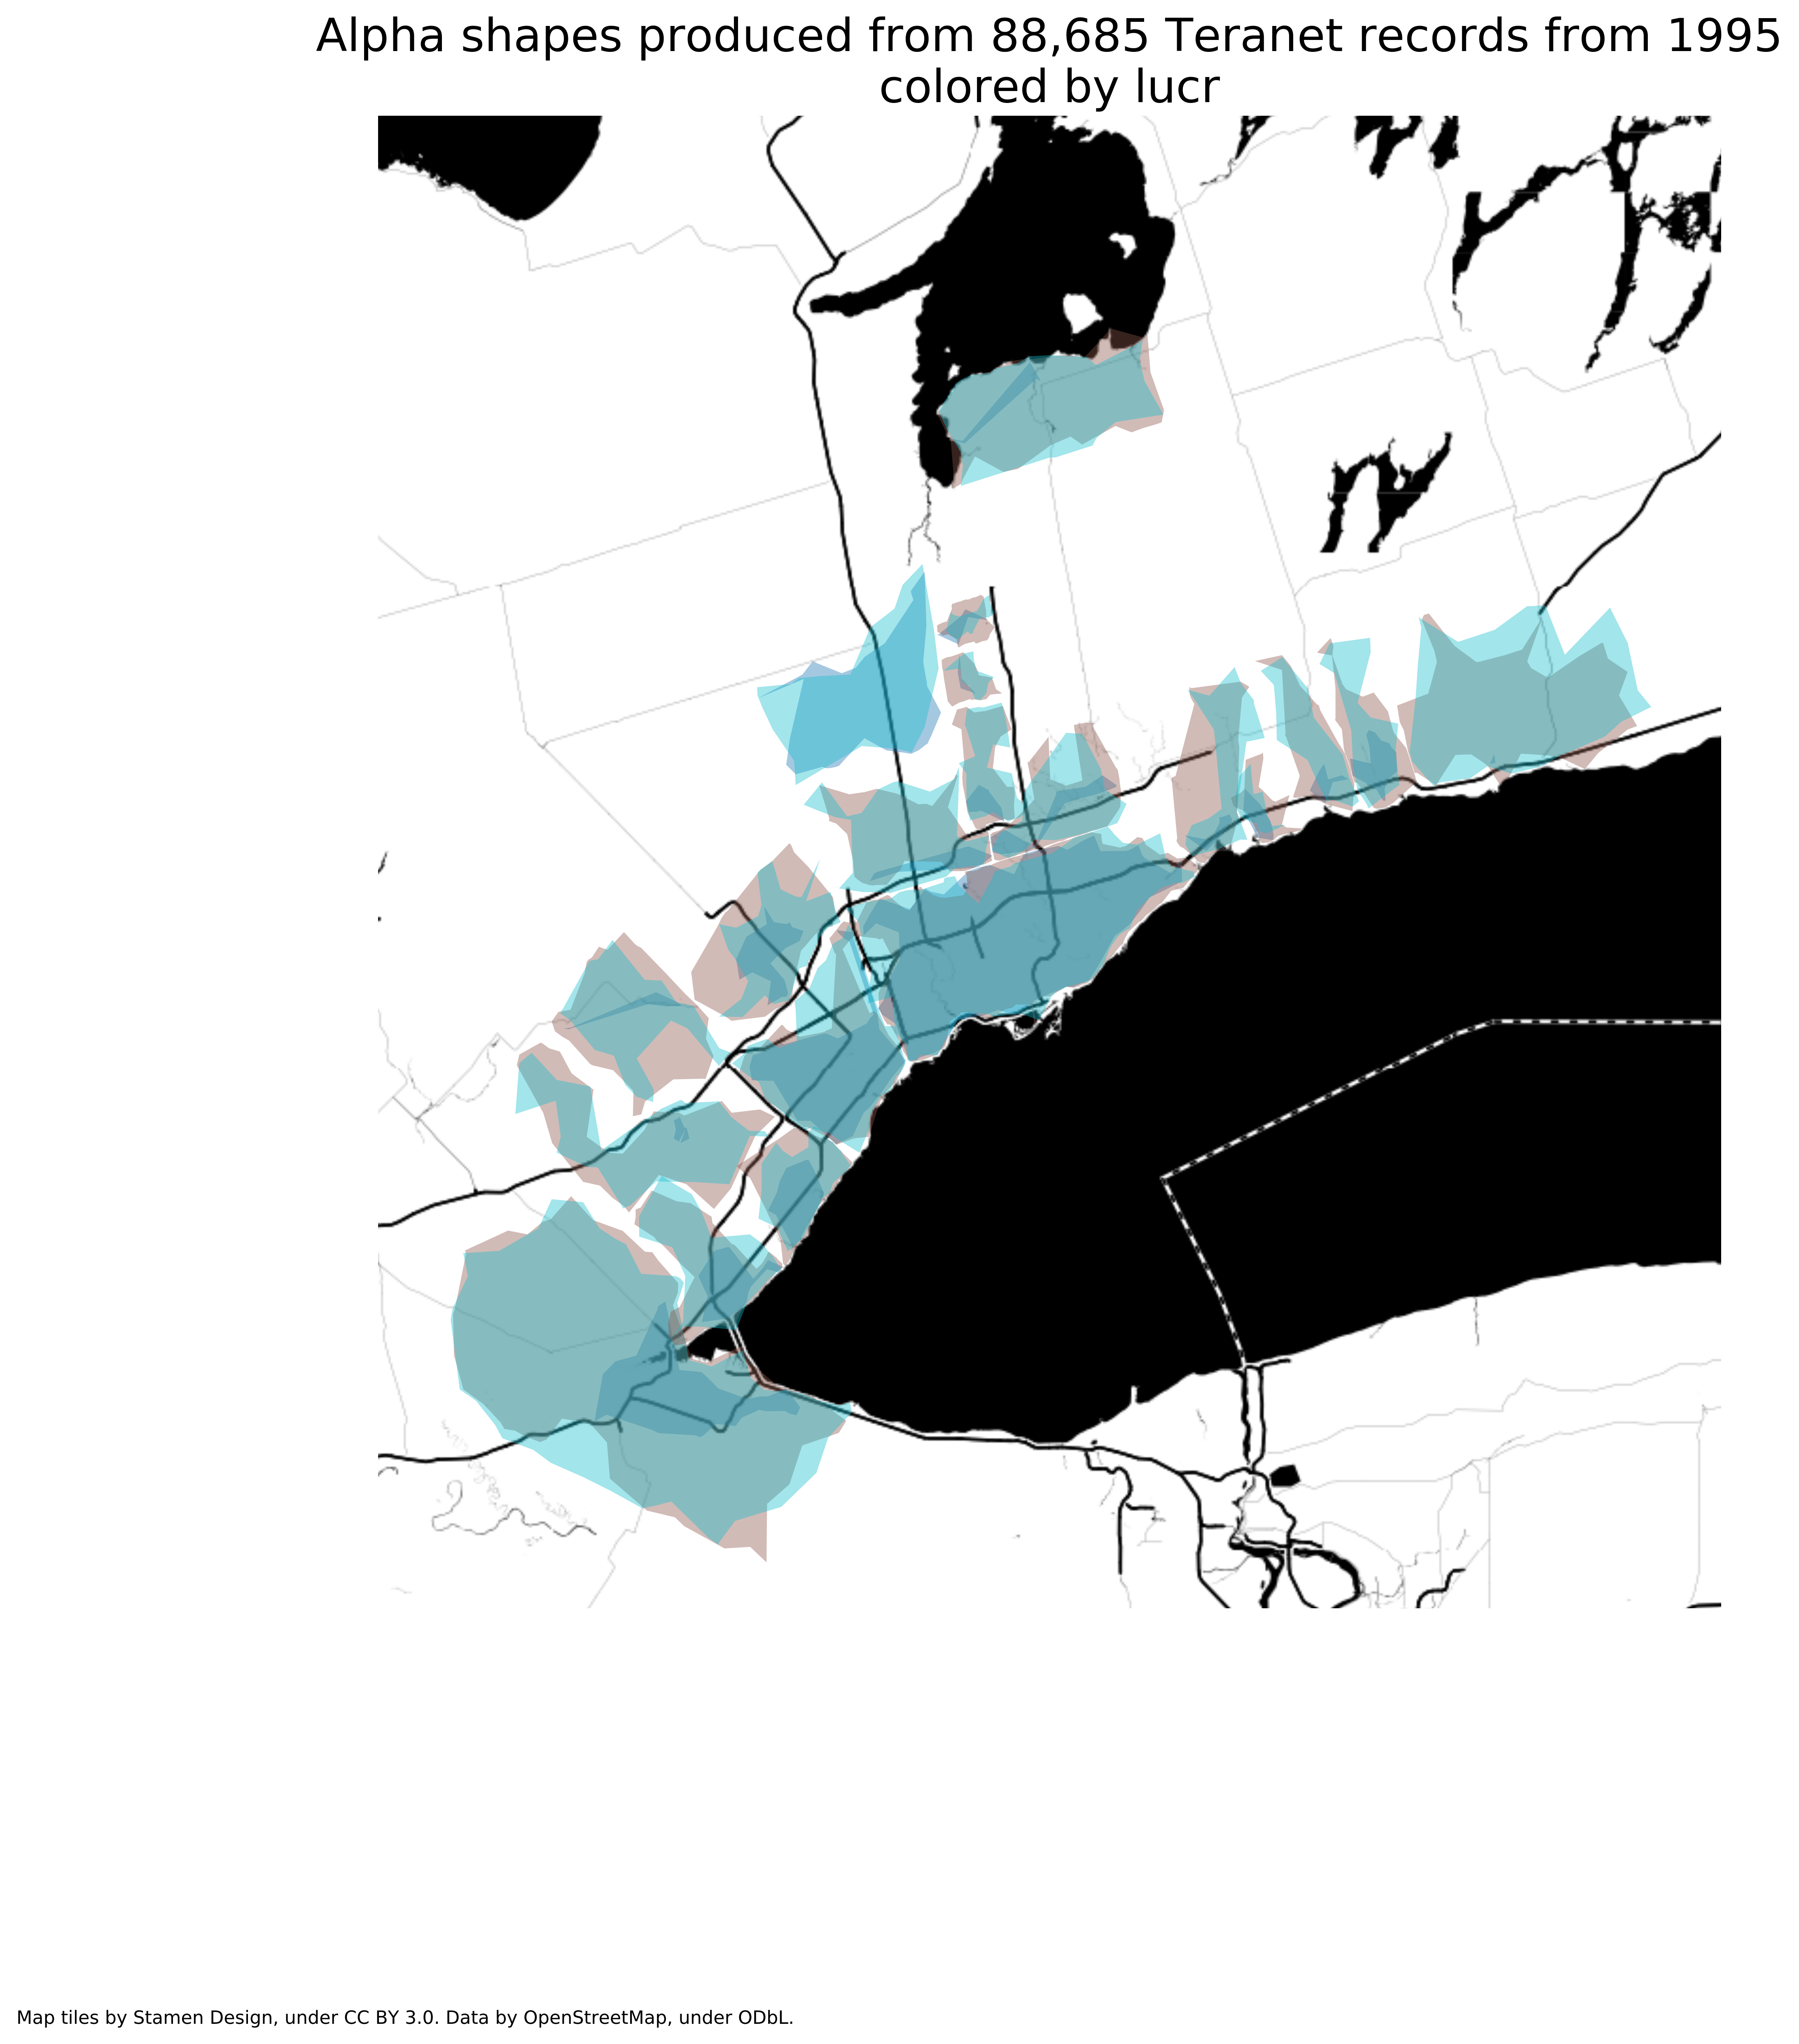 Alpha shapes produced from 88,685 Teranet records from 1995
colored by lucr
Map tiles by Stamen Design, under CC BY 3.0. Data by OpenStreetMap, under ODbL.